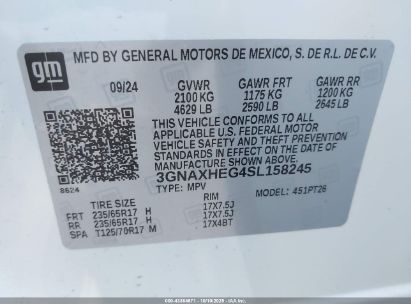 gm
MFD BY GENERAL MOTORS DE MEXICO, S. DE R.L. DE C.V.
09/24 GVWR GAWR FRT GAWR RR
2100 KG 1175 KG 1200 KG
4629 LB 2590 LB 2645 LB
THIS VEHICLE CONFORMS TO ALL APPLICABLE
U.S. FEDERAL MOTOR
VEHICLE SAFETY AND THEFT PREVENTION
STANDARDS IN EFFECT ON THE DATE OF
MANUFACTURE SHOWN ABOVE.
3GNAXHEG4SL158245
8624 TYPE: MPV MODEL: 451PT26
TIRE SIZE RIM
FRT 235/65R17 H 17X7.5J
RR 235/65R17 H 17X7.5J
SPA T125/70R17 M 17X4BT